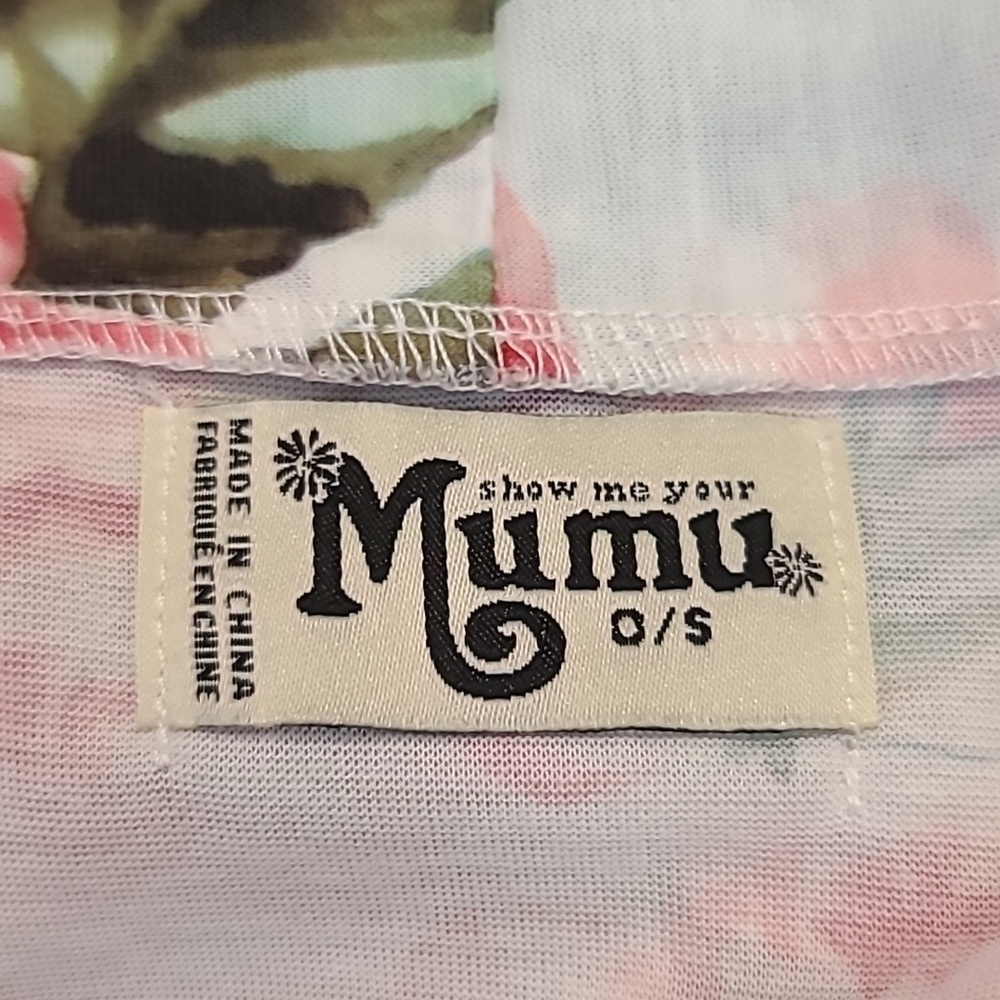 MADE IN CHINA
FABRIQUÉ EN CHINE
show me your
Mumu
O/S